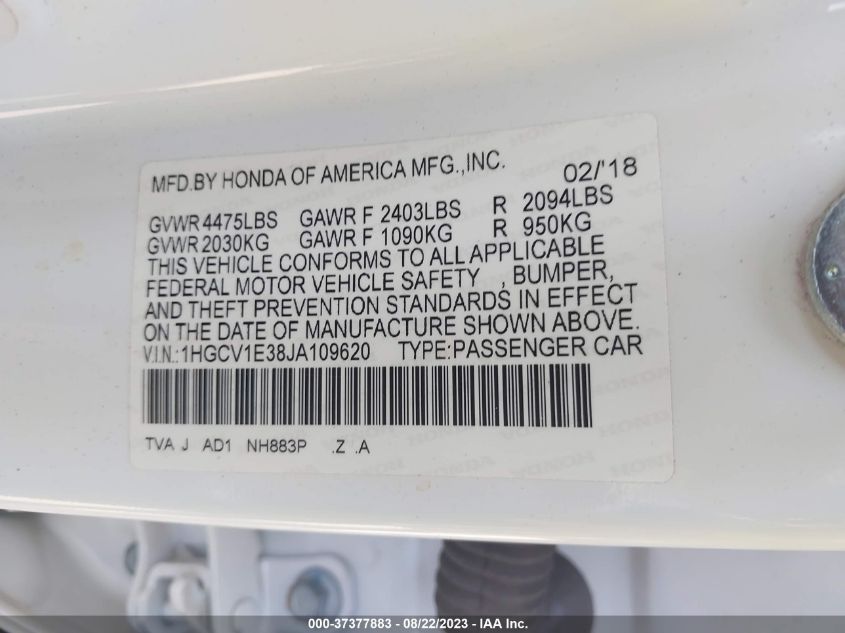 MFD.BY HONDA OF AMERICA MFG.,INC. 02/'18
GVWR 4475LBS GAWR F 2403LBS R 2094LBS
GVWR 2030KG GAWR F 1090KG R 950KG
THIS VEHICLE CONFORMS TO ALL APPLICABLE
FEDERAL MOTOR VEHICLE SAFETY , BUMPER,
AND THEFT PREVENTION STANDARDS IN EFFECT
ON THE DATE OF MANUFACTURE SHOWN ABOVE.
V.I.N.:1HGCV1E38JA109620 TYPE:PASSENGER CAR
TVA J AD1 NH883P .Z .A
000-37377883 - 08/22/2023 - IAA Inc.